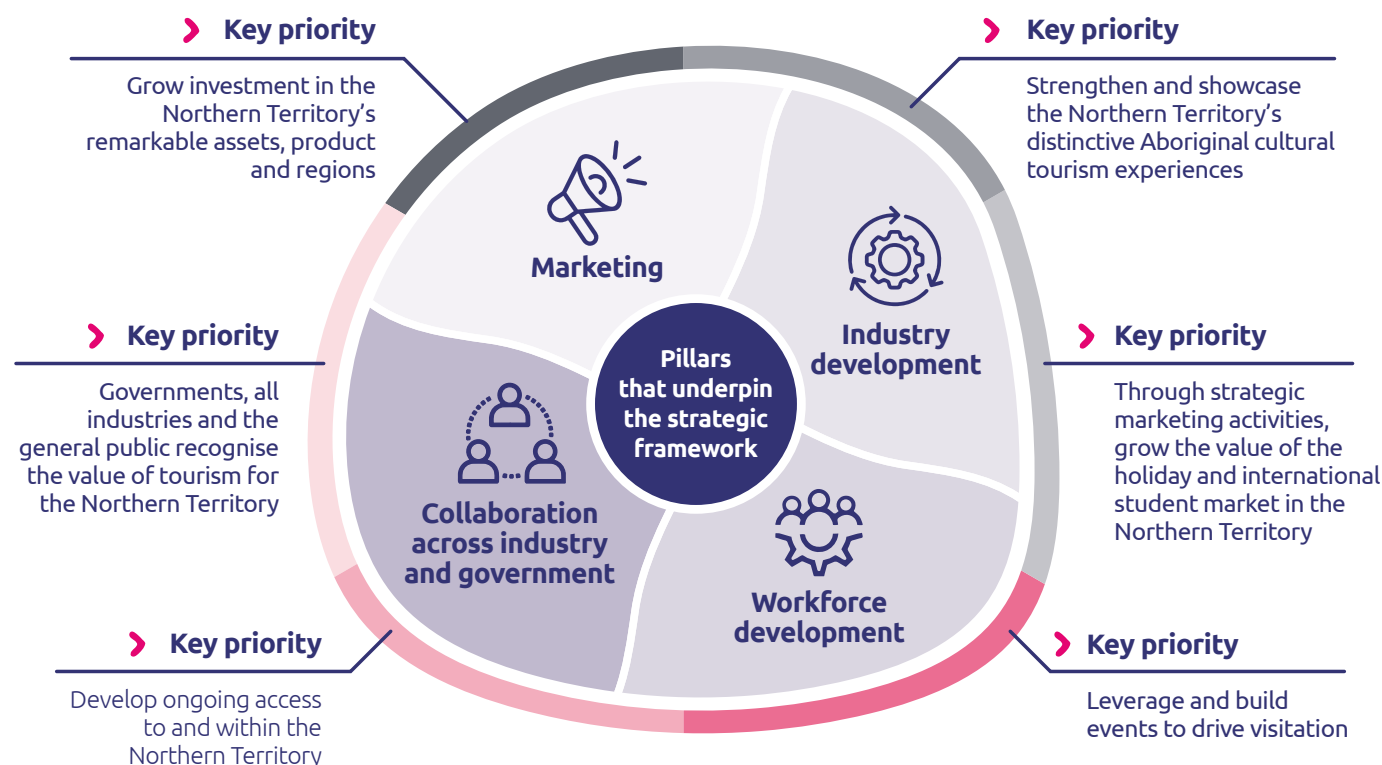 Key priority
Grow investment in the
Northern Territory's
remarkable assets, product
and regions
Key priority
Strengthen and showcase
the Northern Territory's
distinctive Aboriginal cultural
tourism experiences
Marketing
Industry
development
Pillars
that underpin
the strategic
framework
Key priority
Governments, all
industries and the
general public recognise
the value of tourism for
the Northern Territory
Key priority
Through strategic
marketing activities,
grow the value of the
holiday and international
student market in the
Northern Territory
Collaboration
across industry
and government
Workforce
development
Key priority
Develop ongoing access
to and within the
Northern Territory
Key priority
Leverage and build
events to drive visitation